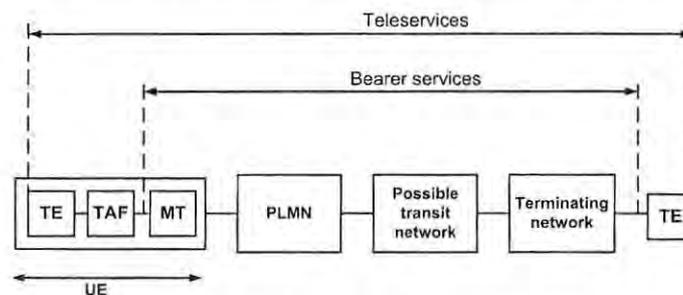 Teleservices
Bearer services
TE
TAF
MT
PLMN
Possible
transit
network
Terminating
network
TE
UE